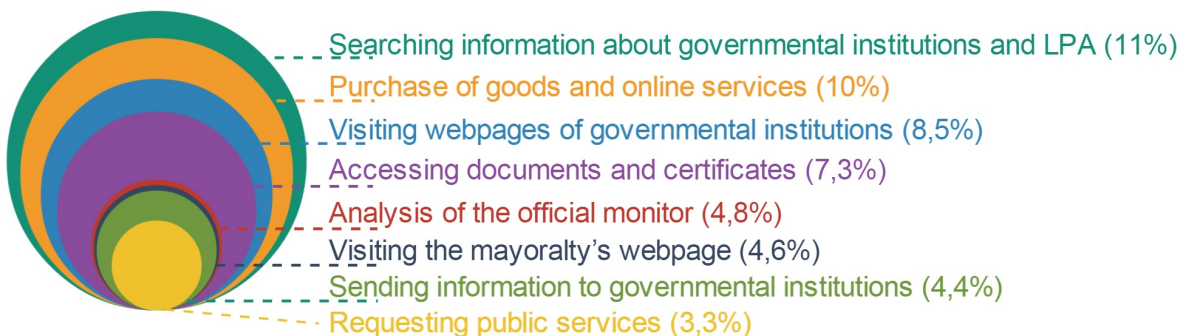 Searching information about governmental institutions and LPA (11%)
Purchase of goods and online services (10%)
Visiting webpages of governmental institutions (8,5%)
Accessing documents and certificates (7,3%)
Analysis of the official monitor (4,8%)
Visiting the mayoralty’s webpage (4,6%)
Sending information to governmental institutions (4,4%)
Requesting public services (3,3%)